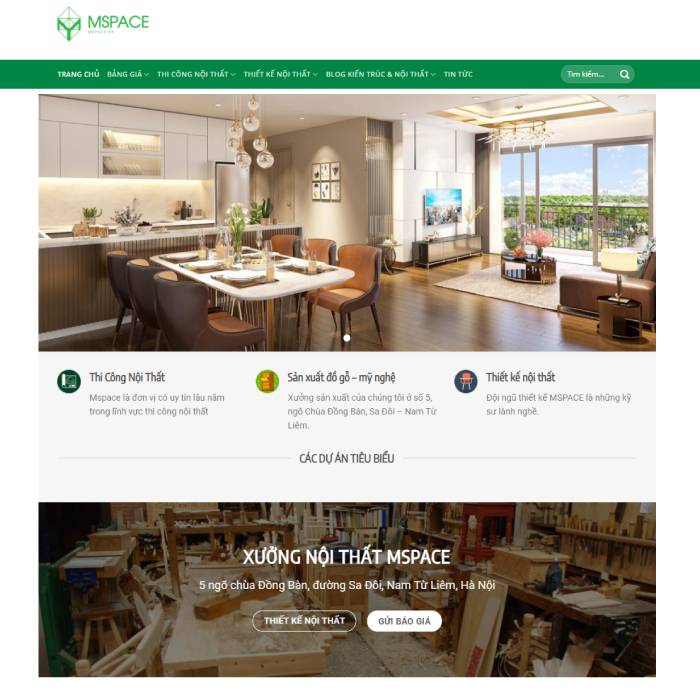 MSPACE
MSPACE.VN
TRANG CHỦ BẢNG GIÁ THI CÔNG NỘI THẤT THIẾT KẾ NỘI THẤT BLOG KIẾN TRÚC & NỘI THẤT TIN TỨC Tìm kiếm...
Thi Công Nội Thất
Mspace là đơn vị có uy tín lâu năm
trong lĩnh vực thi công nội thất
Sản xuất đồ gỗ – mỹ nghệ
Xưởng sản xuất của chúng tôi ở số 5,
ngõ Chùa Đồng Bàn, Sa Đôi – Nam Từ
Liêm.
Thiết kế nội thất
Đội ngũ thiết kế MSPACE là những kỹ
sư lành nghề.
CÁC DỰ ÁN TIÊU BIỂU
XƯỞNG NỘI THẤT MSPACE
5 ngõ chùa Đồng Bàn, đường Sa Đôi, Nam Từ Liêm, Hà Nội
THIẾT KẾ NỘI THẤT GỬI BÁO GIÁ